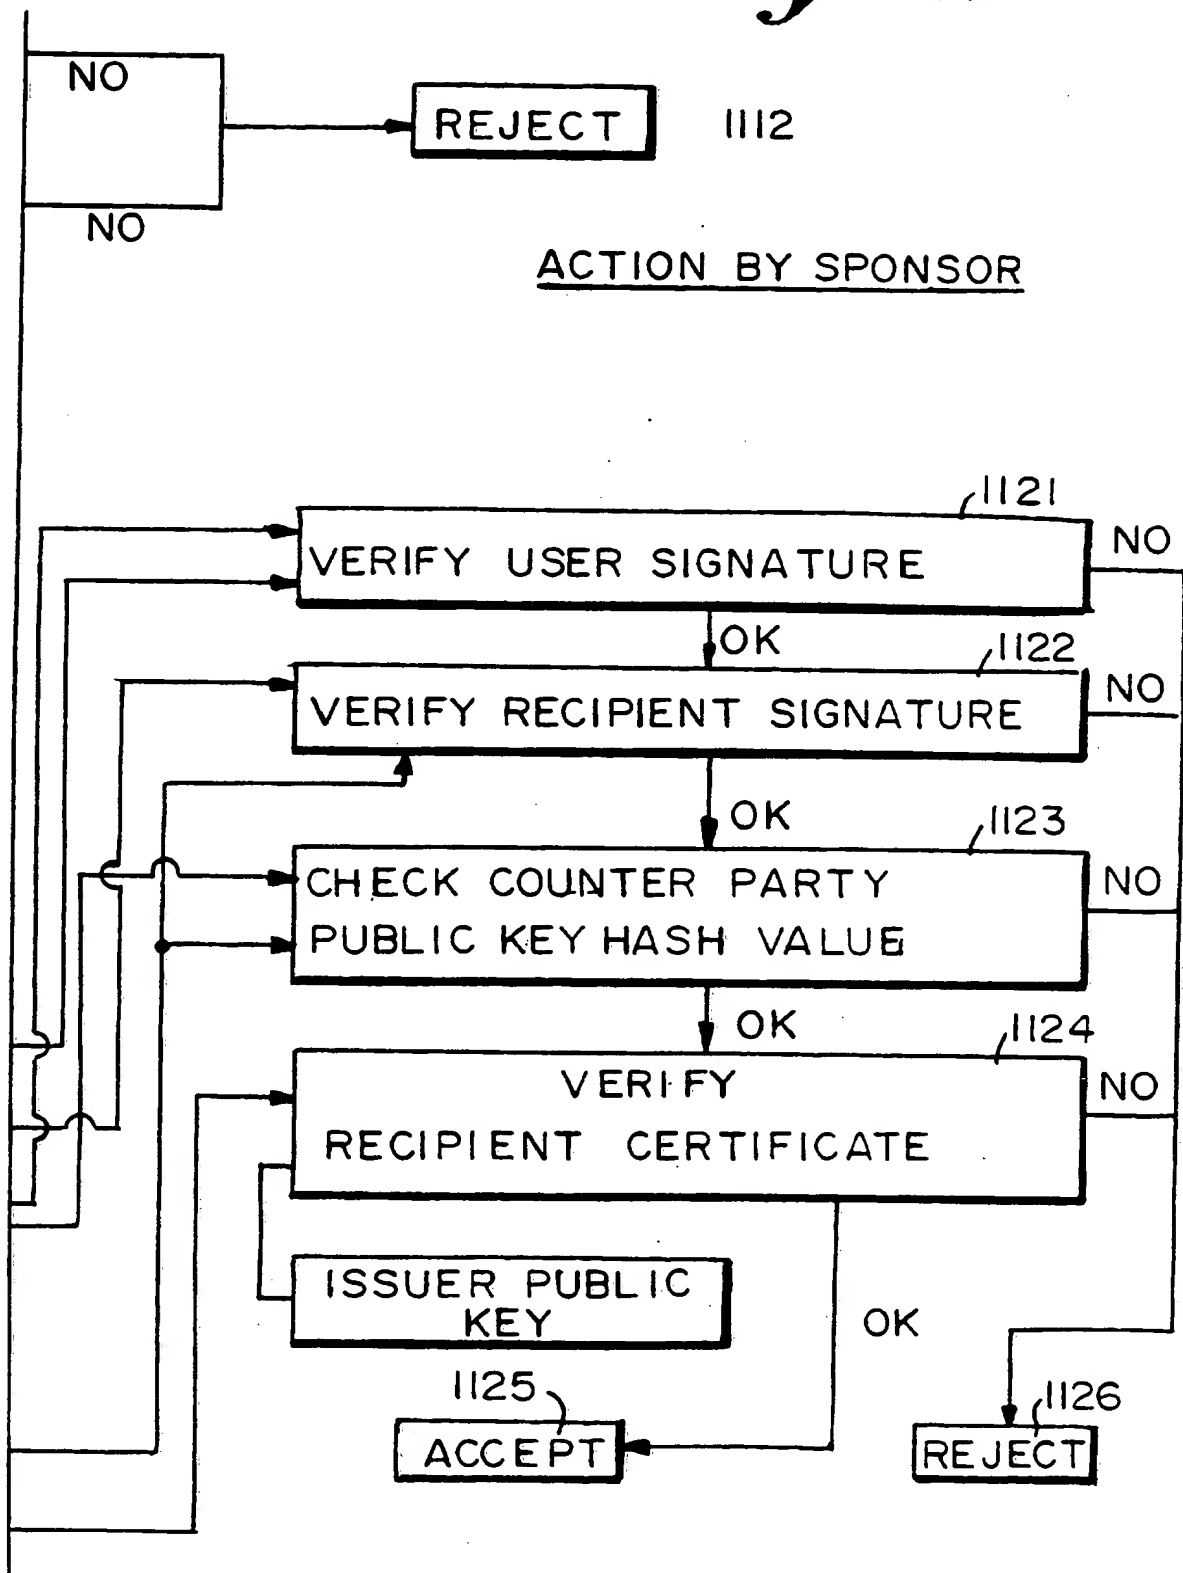 NO
REJECT 1112
NO
ACTION BY SPONSOR
1121
VERIFY USER SIGNATURE NO
OK
1122
VERIFY RECIPIENT SIGNATURE NO
OK
1123
CHECK COUNTER PARTY NO
PUBLIC KEY HASH VALUE
OK
1124
VERIFY NO
RECIPIENT CERTIFICATE
ISSUER PUBLIC
KEY
OK
1125
1126
ACCEPT
REJECT